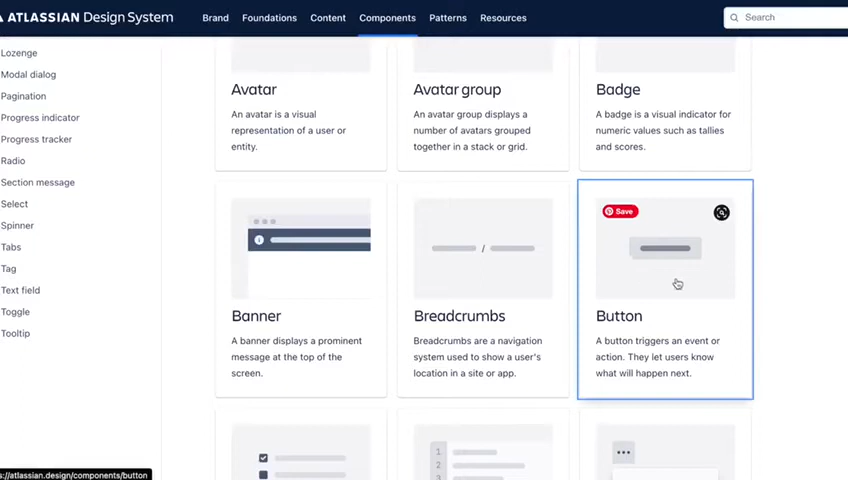 ATLASSIAN Design System
Brand
Foundations
Content
Components
Patterns
Resources
Search
Lozenge
Modal dialog
Pagination
Progress indicator
Progress tracker
Radio
Section message
Select
Spinner
Tabs
Tag
Text field
Toggle
Tooltip
Avatar
An avatar is a visual
representation of a user or
entity.
Avatar group
An avatar group displays a
number of avatars grouped
together in a stack or grid.
Badge
A badge is a visual indicator for
numeric values such as tallies
and scores.
Banner
A banner displays a prominent
message at the top of the
screen.
/
Breadcrumbs
Breadcrumbs are a navigation
system used to show a user's
location in a site or app.
Save
Button
A button triggers an event or
action. They let users know
what will happen next.
1
2
3
s://atlassian.design/components/button